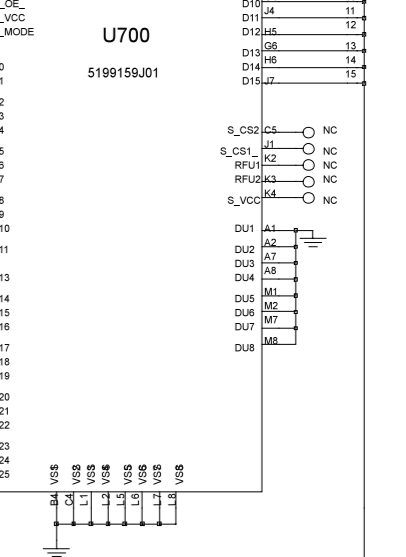 _OE_
_VCC
_MODE
U700
5199159J01
D10
D11 J4 11
D12 H5 12
D13 G6 13
D14 H6 14
D15 J7 15
0
1
2
3
4
5
6
7
8
9
10
11
13
14
15
16
17
18
19
20
21
22
23
24
25
S_CS2 C5 NC
S_CS1_ J1 NC
RFU1 K2 NC
RFU2 K3 NC
S_VCC K4 NC
DU1 A1
DU2 A2
DU3 A7
DU4 A8
DU5 M1
DU6 M2
DU7 M7
DU8 M8
VSS VSS VSS VSS VSS VSS VSS VSS
B4 C4 L1 L2 L5 L6 L7 L8